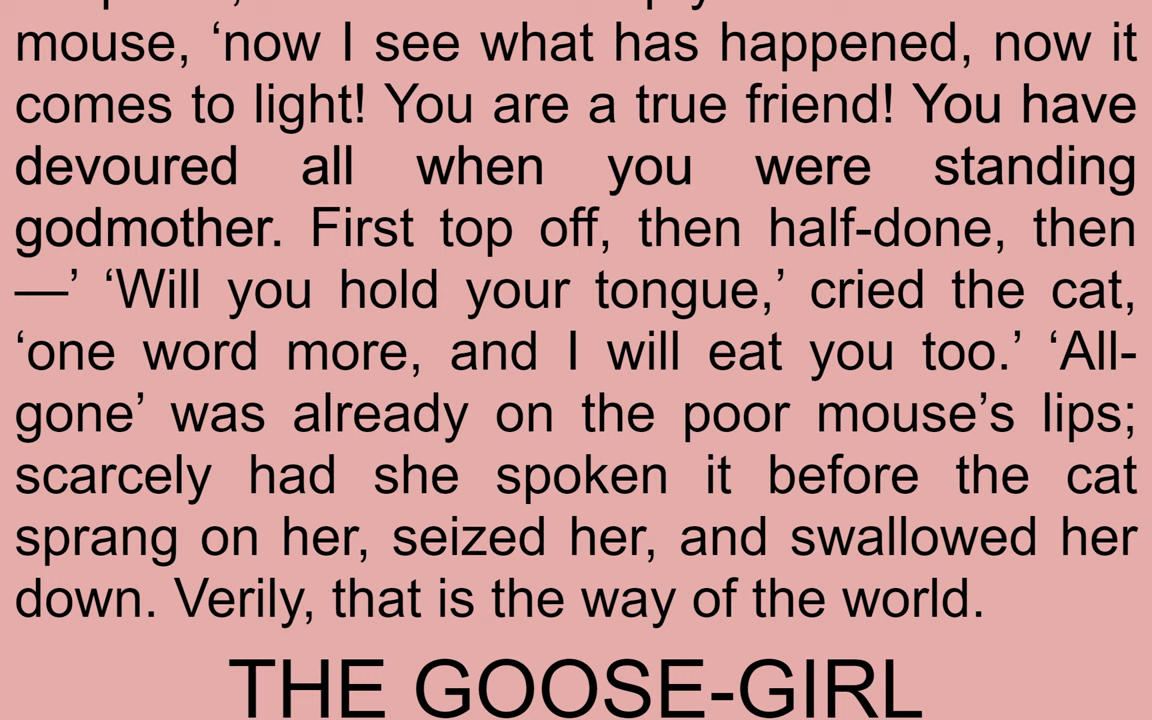 mouse, ‘now I see what has happened, now it
comes to light! You are a true friend! You have
devoured all when you were standing
godmother. First top off, then half-done, then
—’ ‘Will you hold your tongue,’ cried the cat,
‘one word more, and I will eat you too.’ ‘All-
gone’ was already on the poor mouse’s lips;
scarcely had she spoken it before the cat
sprang on her, seized her, and swallowed her
down. Verily, that is the way of the world.
THE GOOSE-GIRL